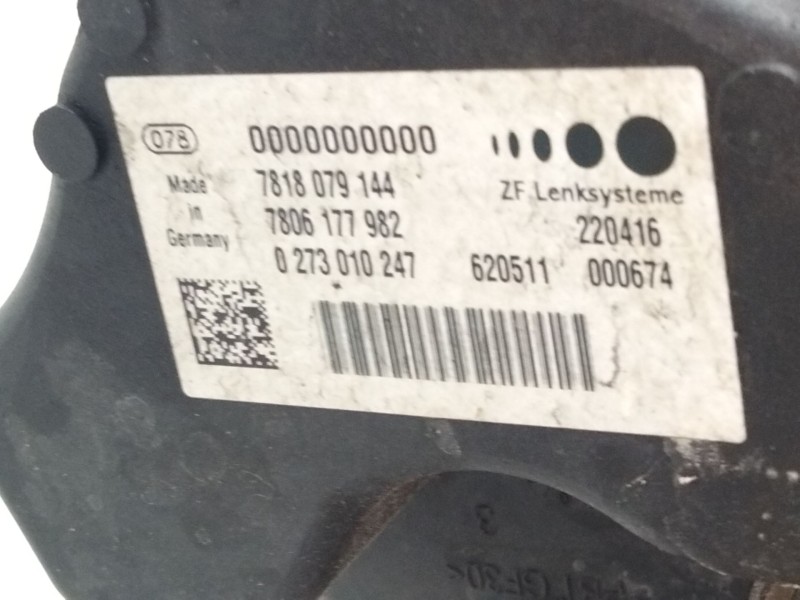 078 0000000000
Made in Germany
7818 079 144
ZF Lenksysteme
7806 177 982
220416
0 273 010 247 620511 000674
3